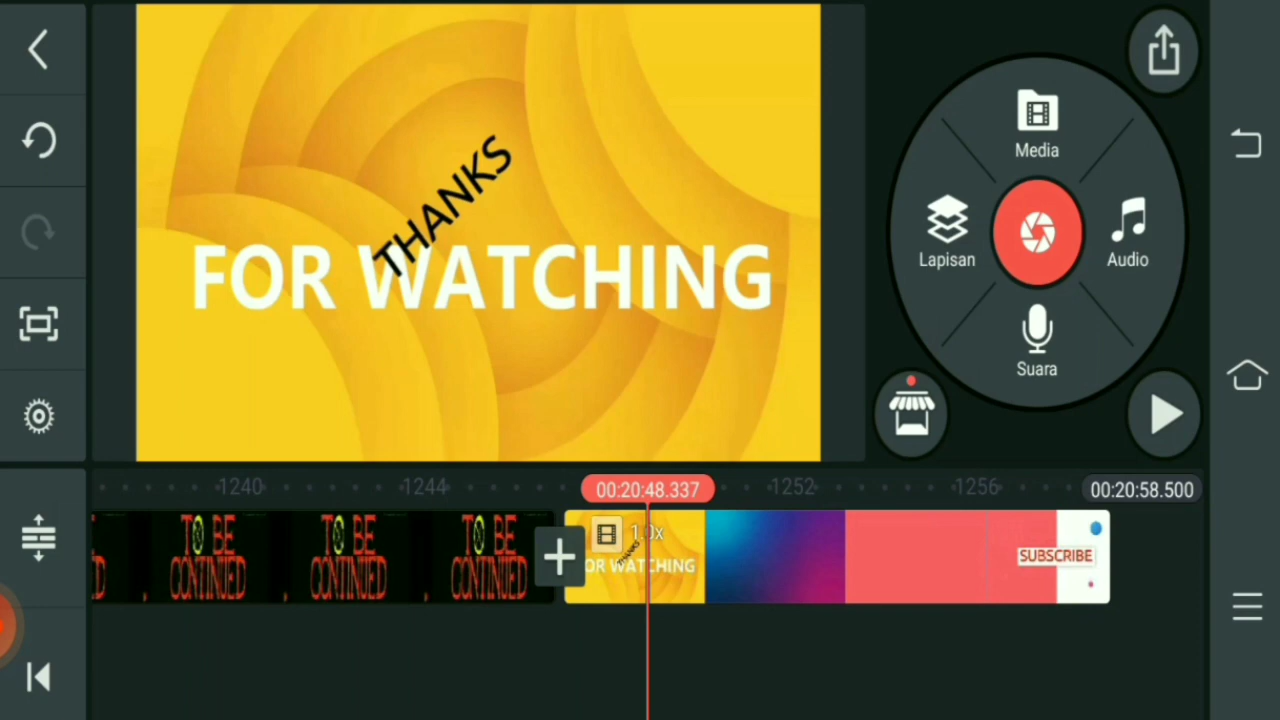 THANKS
FOR WATCHING
Media
Lapisan
Audio
Suara
1240
1244
00:20:48.337
1252
1256
00:20:58.500
TO BE
CONTINUED
TO BE
CONTINUED
TO BE
CONTINUED
1.0x
THANKS
OR WATCHING
SUBSCRIBE